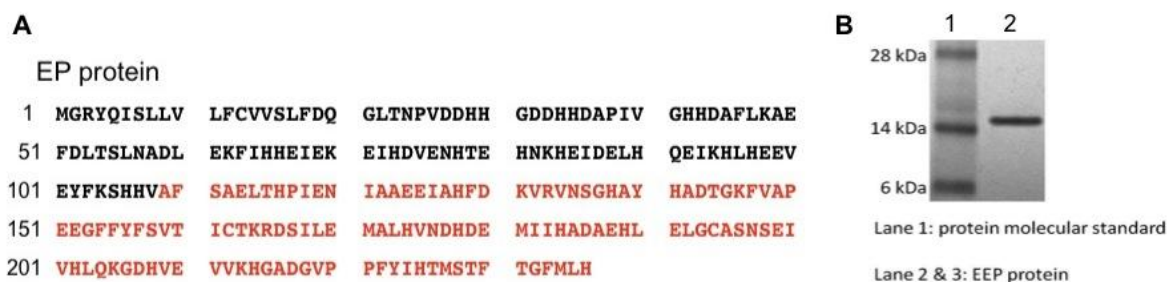 A
EP protein
1 MGRYQISLLV LFCVVSLFDQ GLTNPVDDHH GDDHHDAPIV GHHDAFLKAE
51 FDLTSLNADL EKFIHHEIEK EIHDVENHTE HNKHEIDELH QEIKHLHEEV
101 EYFKSHHVAF SAELTHPIEN IAAEEIAHFD KVRVNSGHAY HADTGKFVAP
151 EEGFFYFSVT ICTKRDSILE MALHVNDHDE MIIHADAEHL ELGCASNSEI
201 VHLQKGDHVE VVKHGADGVP PFYIHTMSTF TGFMLH
B
1 2
28 kDa
14 kDa
6 kDa
Lane 1: protein molecular standard
Lane 2 & 3: EEP protein